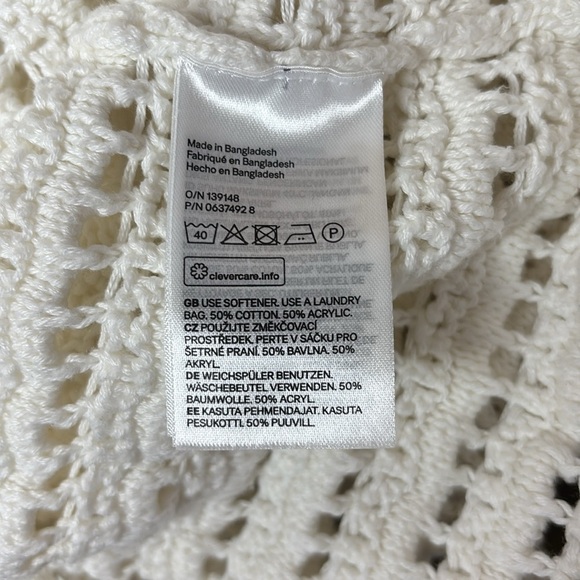 Made in Bangladesh
Fabriqué en Bangladesh
Hecho en Bangladesh
O/N 139148
P/N 0637492 8
40 P
clevercare.info
GB USE SOFTENER. USE A LAUNDRY
BAG. 50% COTTON. 50% ACRYLIC.
CZ POUŽIJTE ZMĚKČOVACÍ
PROSTŘEDEK. PERTE V SÁČKU PRO
ŠETRNÉ PRANÍ. 50% BAVLNA. 50%
AKRYL.
DE WEICHSPÜLER BENUTZEN.
WÄSCHEBEUTEL VERWENDEN. 50%
BAUMWOLLE. 50% ACRYL.
EE KASUTA PEHMENDAJAT. KASUTA
PESUKOTTI. 50% PUUVILL.